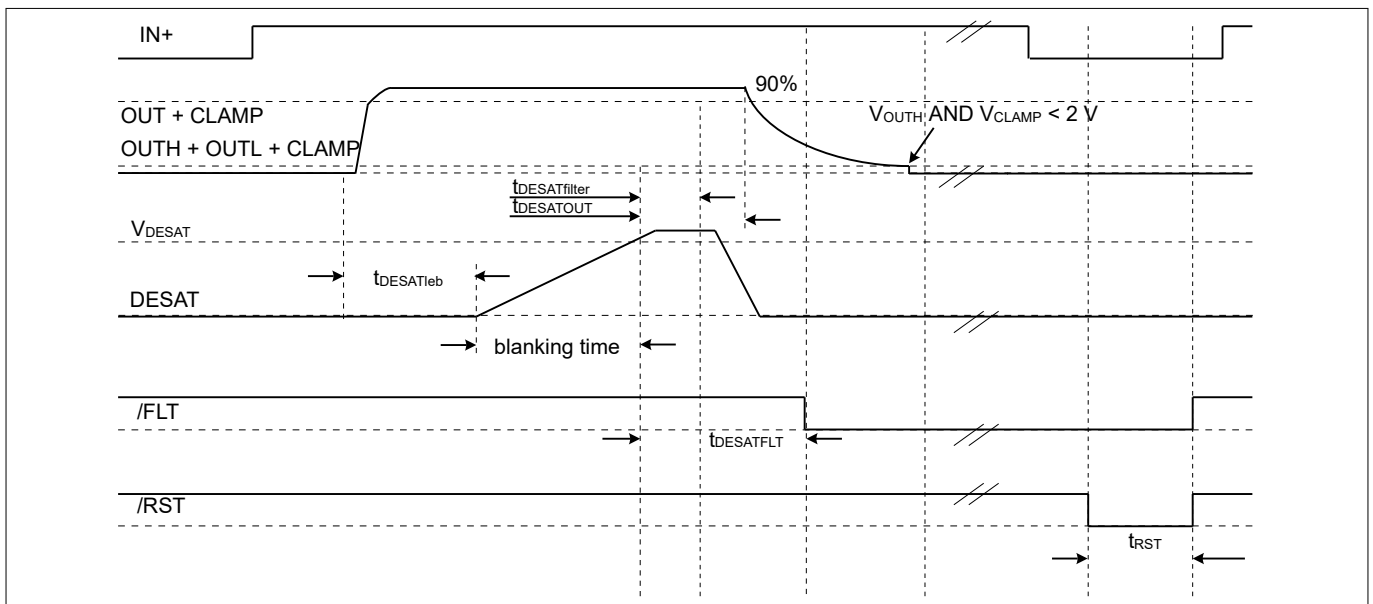 IN+
90%
OUT + CLAMP
VOUTH AND VCLAMP < 2 V
OUTH + OUTL + CLAMP
tDESATfilter
tDESATOUT
VDESAT
tDESATleb
DESAT
blanking time
/FLT
tDESATFLT
/RST
tRST